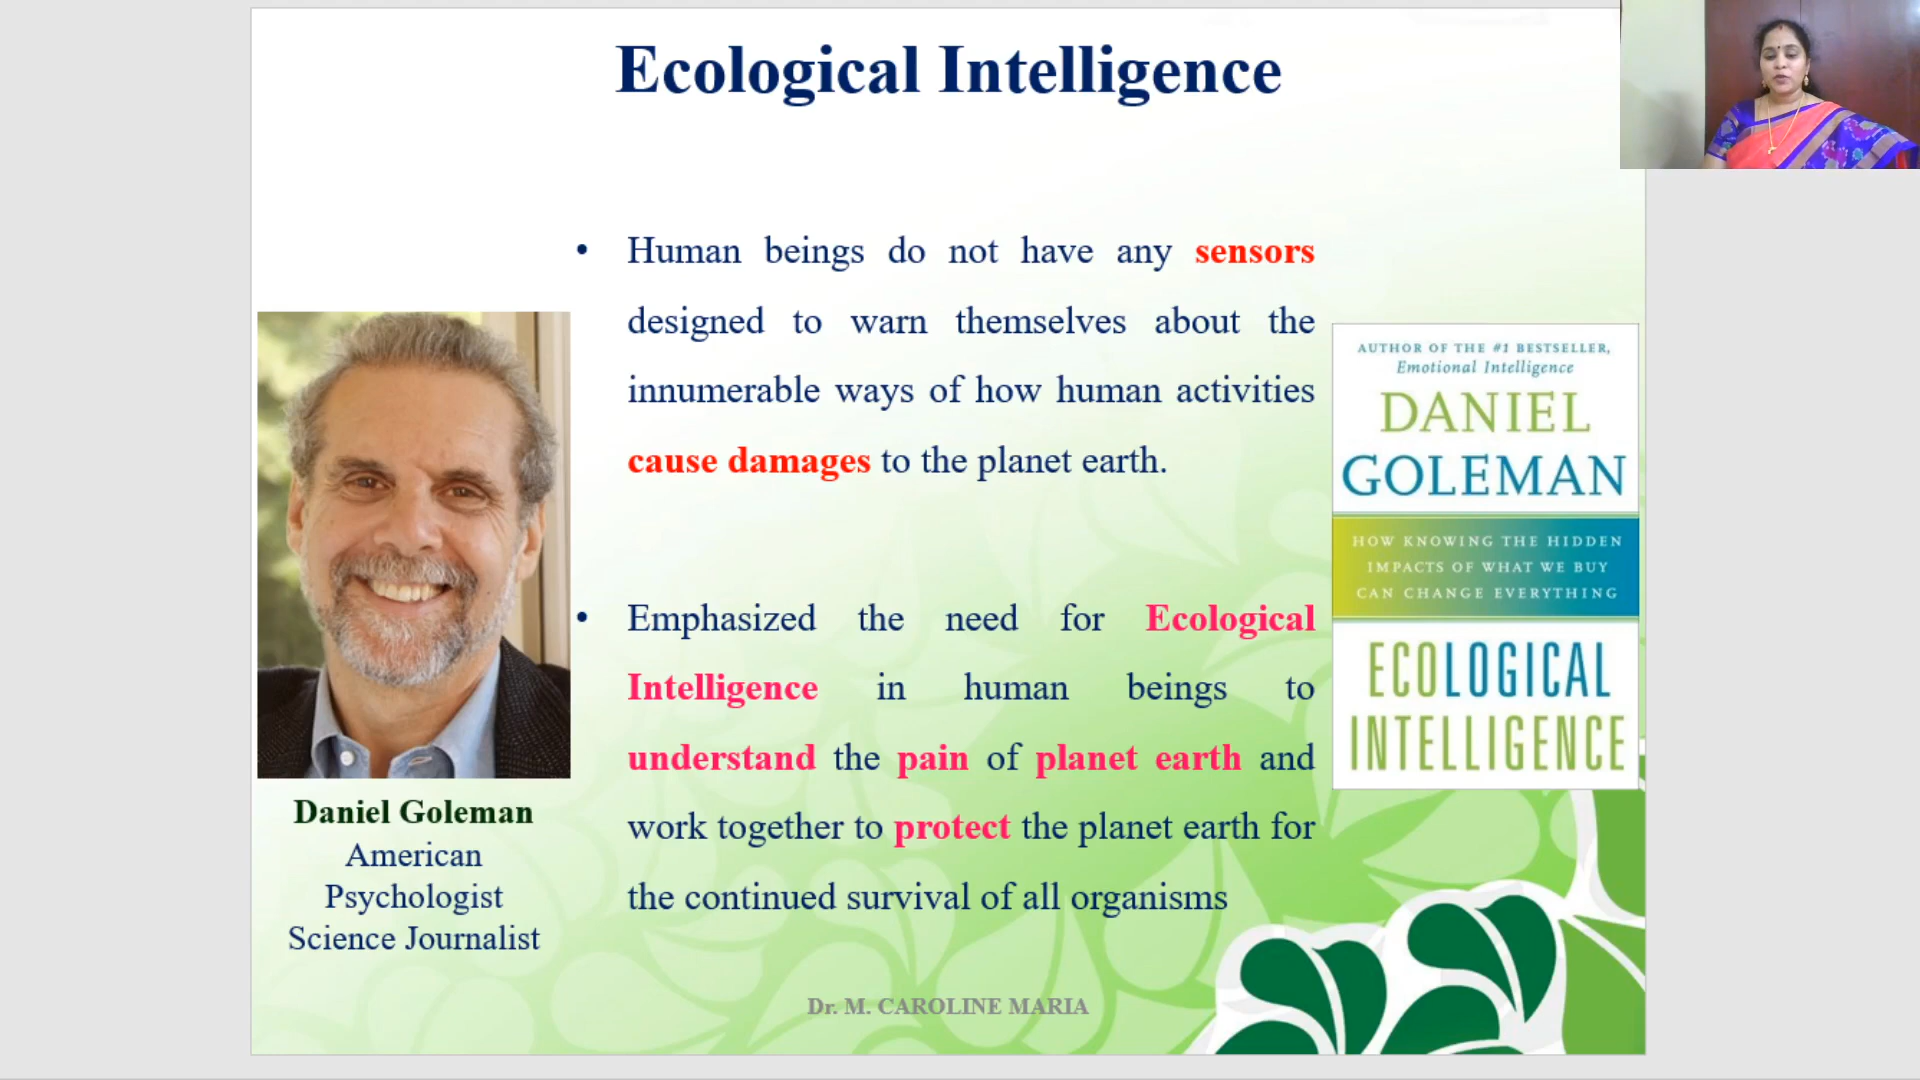 Ecological Intelligence
• Human beings do not have any sensors
designed to warn themselves about the
innumerable ways of how human activities
cause damages to the planet earth.
• Emphasized the need for Ecological
Intelligence in human beings to
understand the pain of planet earth and
work together to protect the planet earth for
the continued survival of all organisms
Daniel Goleman
American
Psychologist
Science Journalist
AUTHOR OF THE #1 BESTSELLER,
Emotional Intelligence
DANIEL
GOLEMAN
HOW KNOWING THE HIDDEN
IMPACTS OF WHAT WE BUY
CAN CHANGE EVERYTHING
ECOLOGICAL
INTELLIGENCE
Dr. M. CAROLINE MARIA